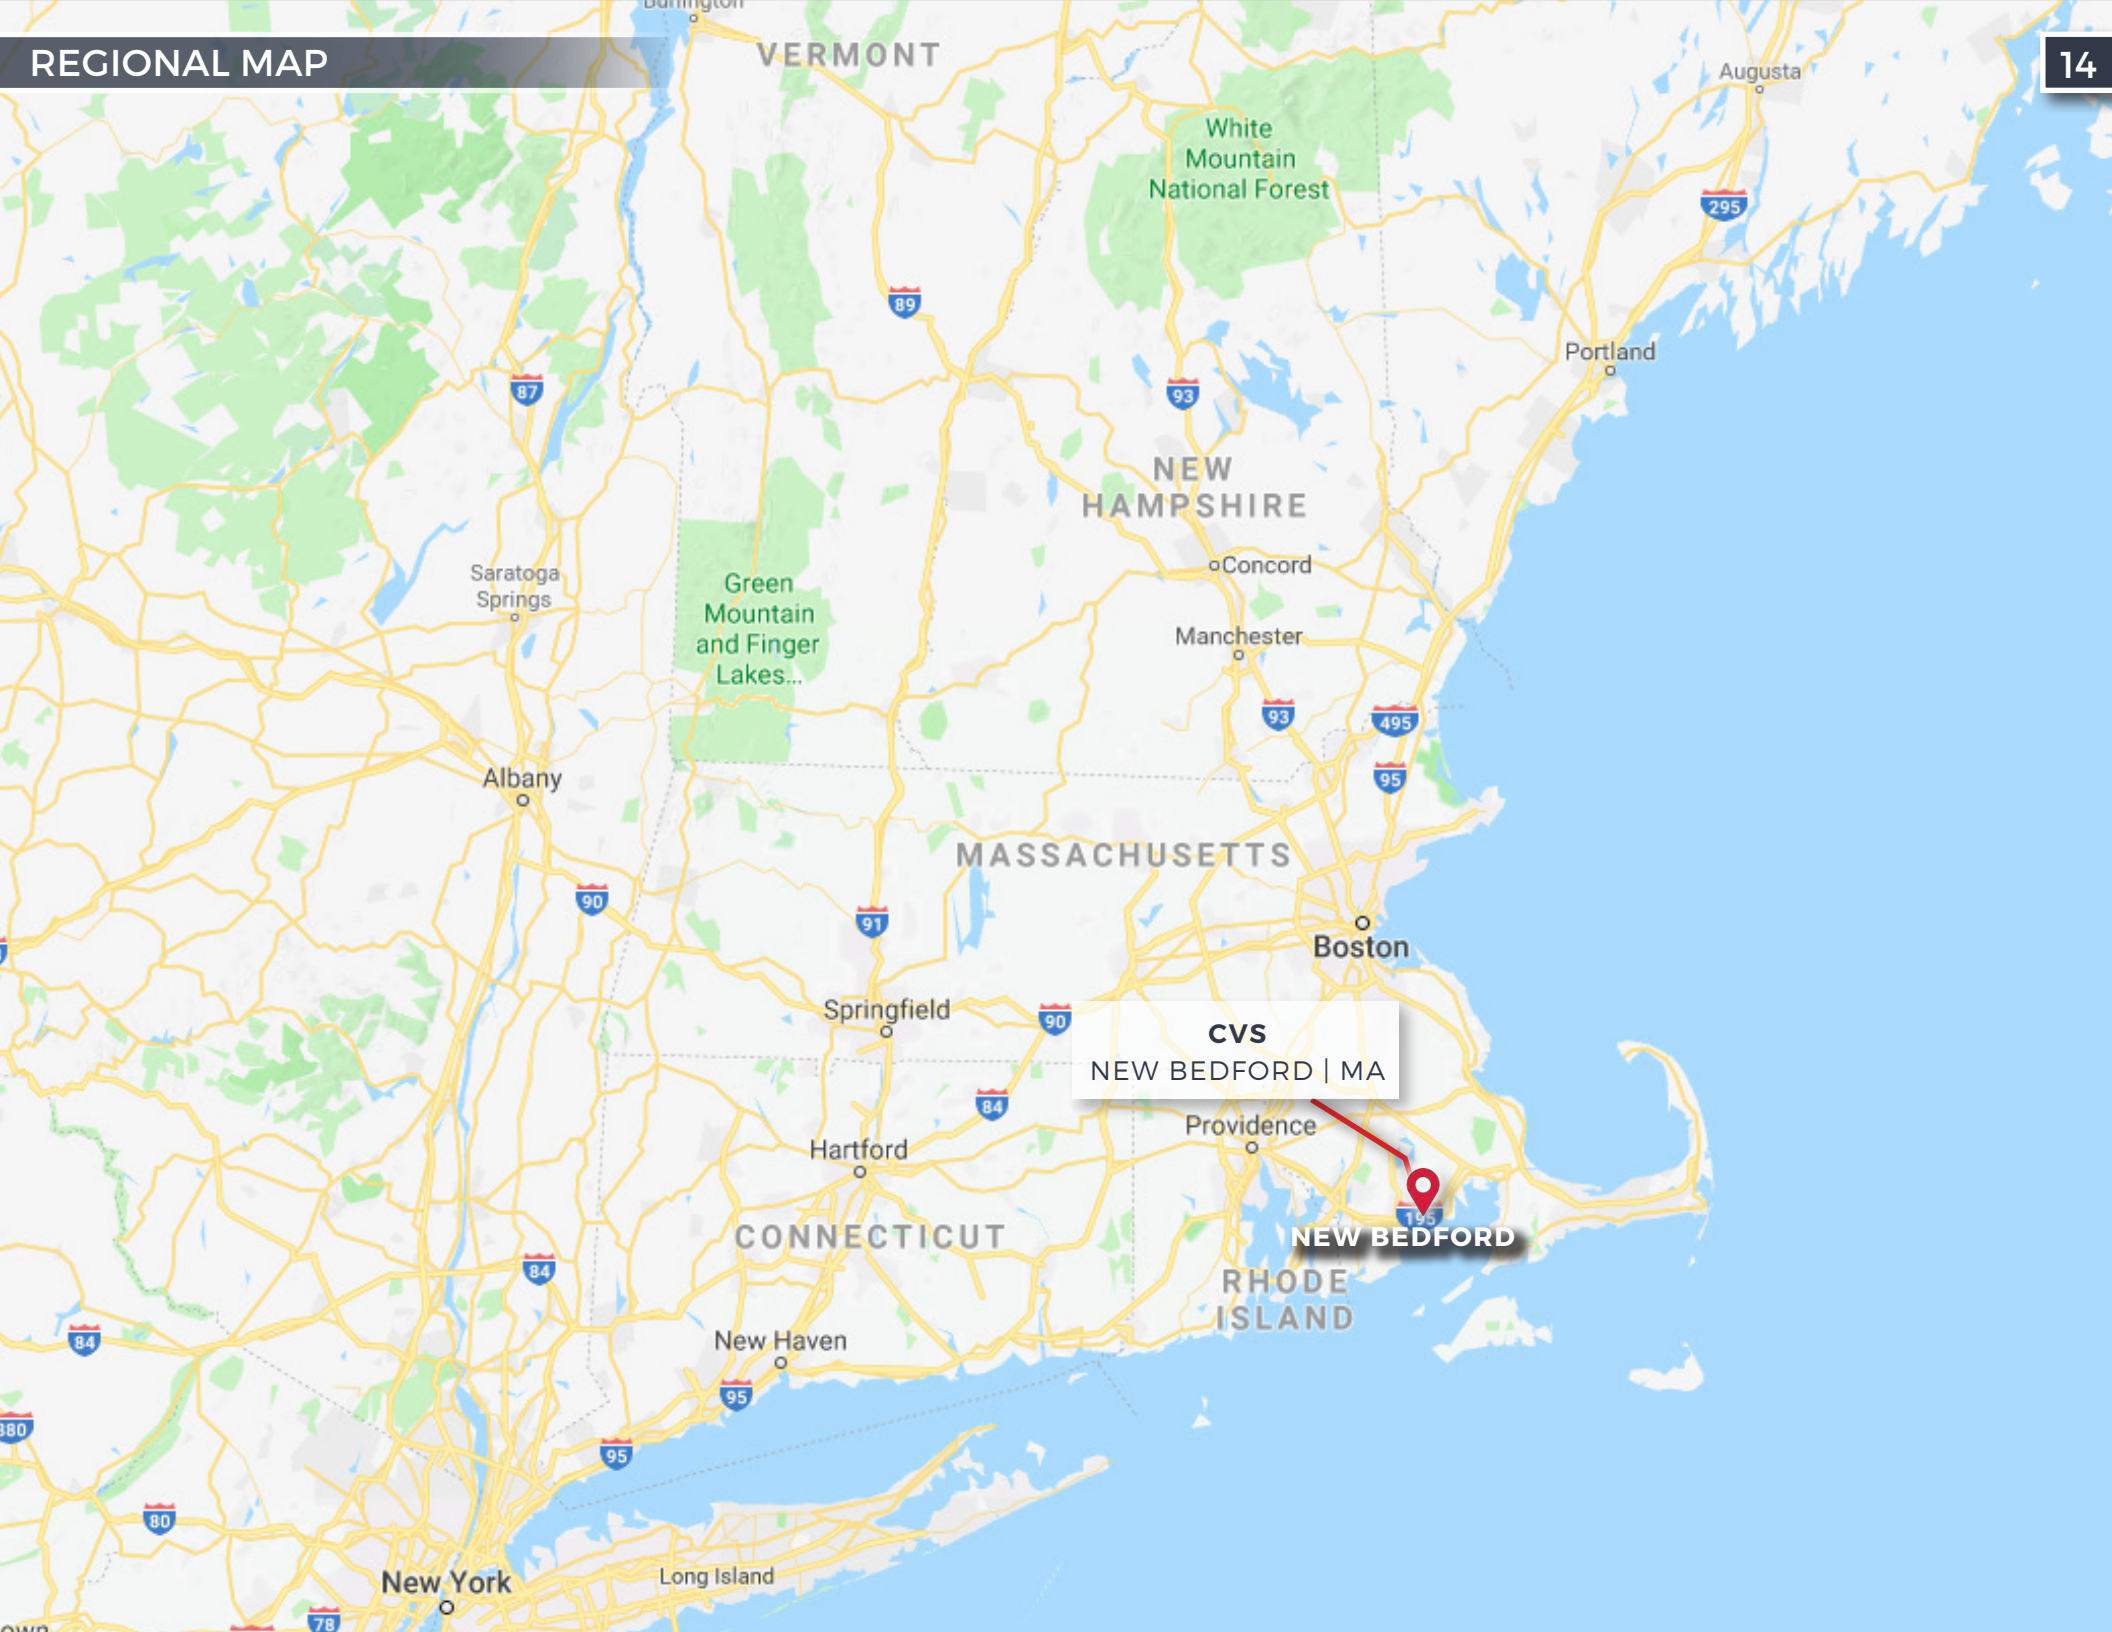 Burlington
REGIONAL MAP
VERMONT
14
Augusta
White
Mountain
National Forest
295
89
Portland
87
93
NEW
HAMPSHIRE
Concord
Saratoga
Springs
Green
Mountain
and Finger
Lakes...
Manchester
93
495
95
Albany
MASSACHUSETTS
90
91
Boston
Springfield
90
CVS
NEW BEDFORD | MA
84
Providence
Hartford
195
NEW BEDFORD
CONNECTICUT
84
RHODE
ISLAND
84
New Haven
95
380
95
80
New York
Long Island
78